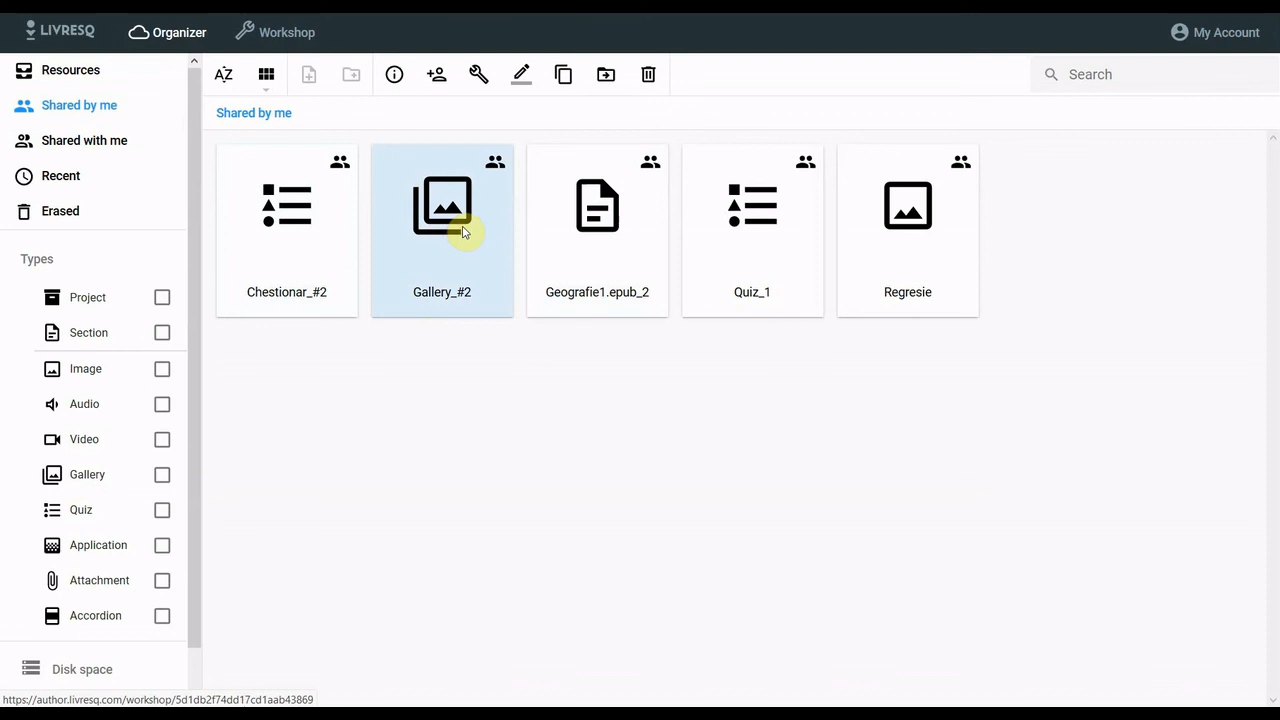 LIVRESQ
Organizer
Workshop
My Account
Resources
Shared by me
Shared with me
Recent
Erased
Types
Project
Section
Image
Audio
Video
Gallery
Quiz
Application
Attachment
Accordion
Disk space
AZ
Search
Shared by me
Chestionar_#2
Gallery_#2
Geografie1.epub_2
Quiz_1
Regresie
https://author.livresq.com/workshop/5d1db2f74dd17cd1aab43869